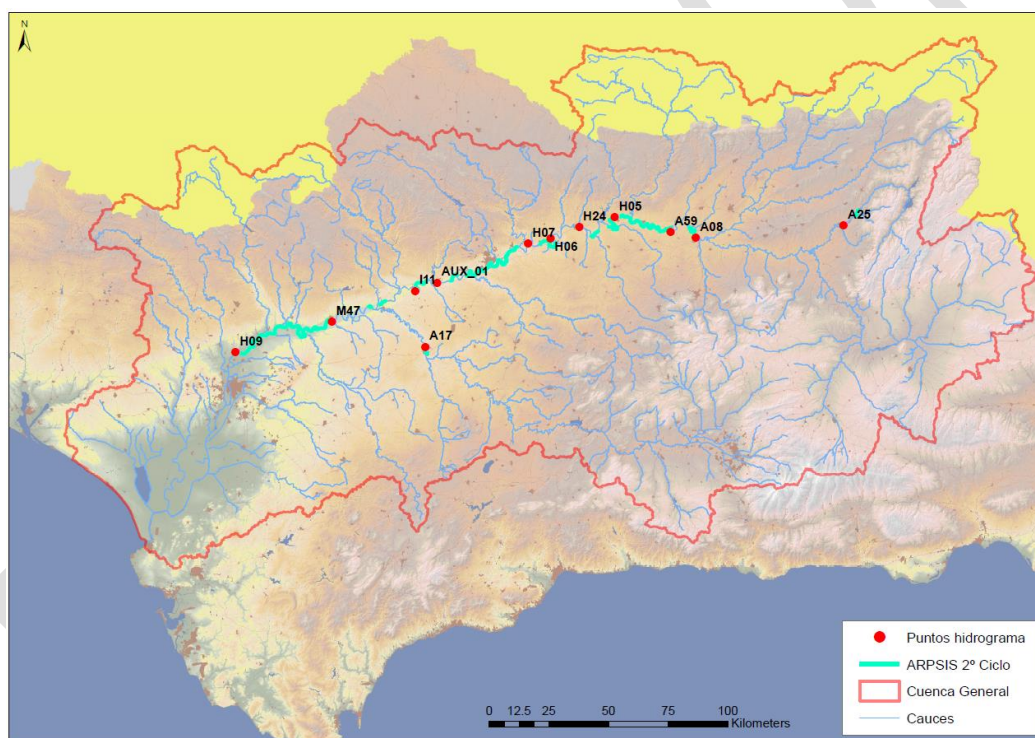 N
H05
H24
A25
A59
A08
H07
H06
AUX_01
I11
M47
A17
H09
Puntos hidrograma
ARPSIS 2º Ciclo
Cuenca General
Cauces
0 12.5 25 50 75 100
Kilometers